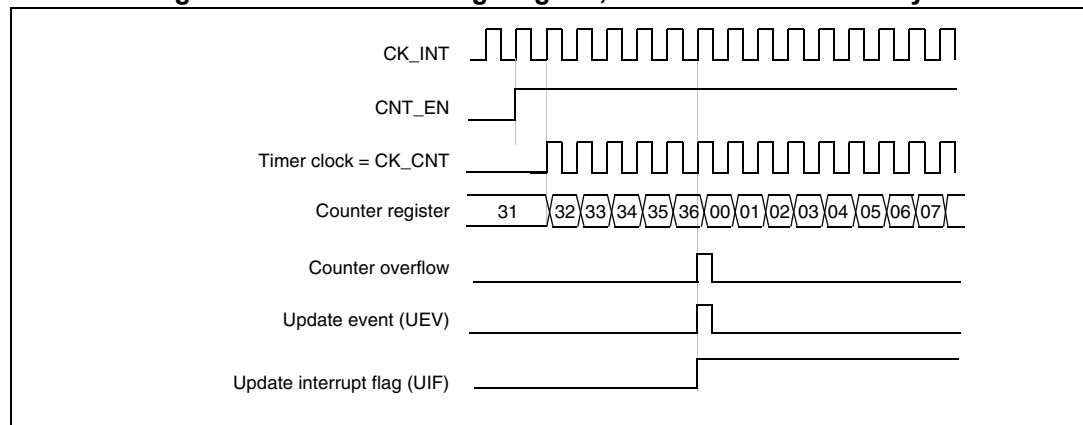 CK_INT
CNT_EN
Timer clock = CK_CNT
Counter register 31 32 33 34 35 36 00 01 02 03 04 05 06 07
Counter overflow
Update event (UEV)
Update interrupt flag (UIF)